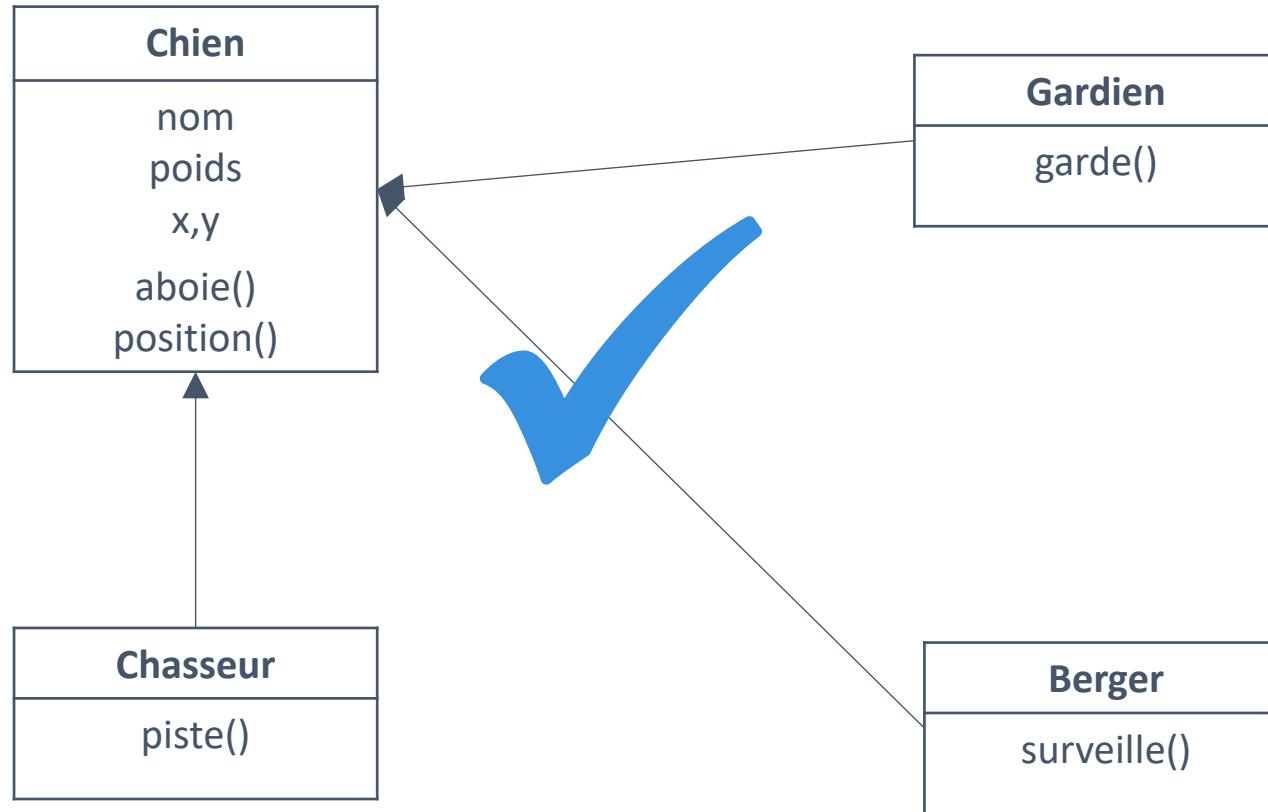 Chien
nom
poids
x,y
aboie()
position()
Gardien
garde()
Chasseur
piste()
Berger
surveille()